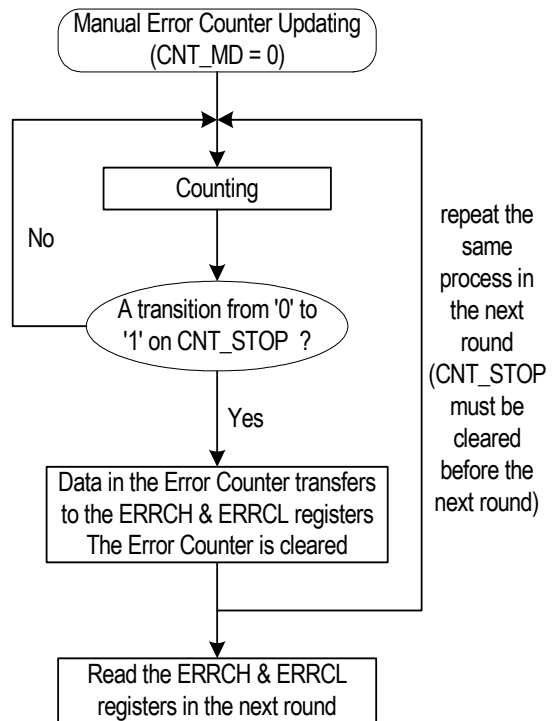 Manual Error Counter Updating
(CNT_MD = 0)
Counting
No
A transition from '0' to
'1' on CNT_STOP ?
Yes
Data in the Error Counter transfers
to the ERRCH & ERRCL registers
The Error Counter is cleared
repeat the
same
process in
the next
round
(CNT_STOP
must be
cleared
before the
next round)
Read the ERRCH & ERRCL
registers in the next round